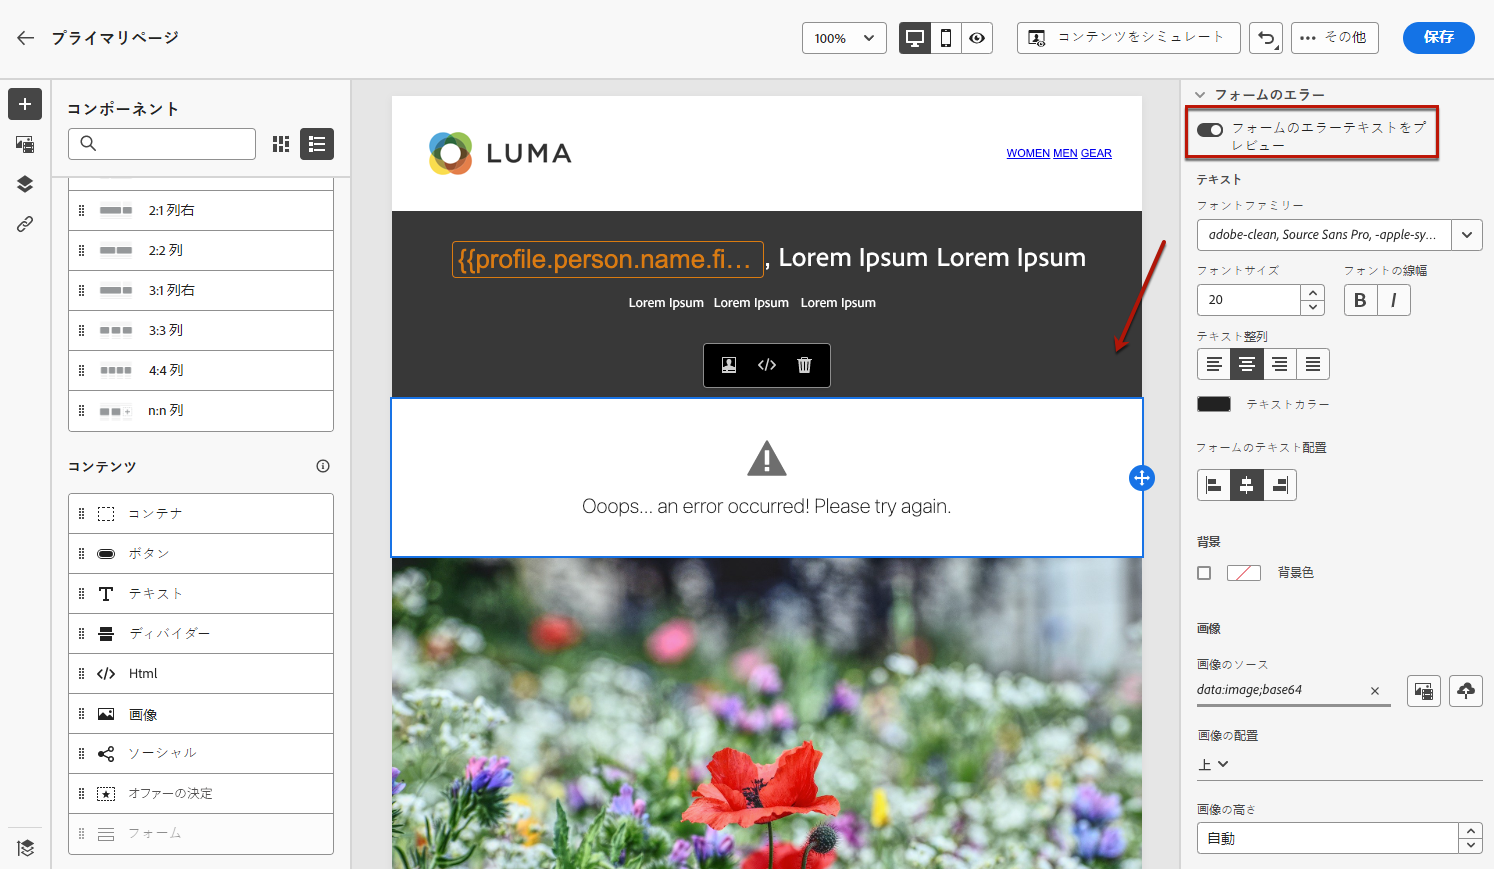 プライマリページ
100%
コンテンツをシミュレート
その他
保存
コンポーネント
2:1 列右
2:2 列
3:1 列右
3:3 列
4:4 列
n:n 列
コンテンツ
コンテナ
ボタン
テキスト
ディバイダー
Html
画像
ソーシャル
オファーの決定
フォーム
LUMA
WOMEN MEN GEAR
{{profile.person.name.fi... , Lorem Ipsum Lorem Ipsum
Lorem Ipsum Lorem Ipsum Lorem Ipsum
Ooops... an error occurred! Please try again.
フォームのエラー
フォームのエラーテキストをプ
レビュー
テキスト
フォントファミリー
adobe-clean, Source Sans Pro, -apple-sy...
フォントサイズ
フォントの線幅
20
B I
テキスト整列
テキストカラー
フォームのテキスト配置
背景
背景色
画像
画像のソース
data:image;base64
画像の配置
上
画像の高さ
自動